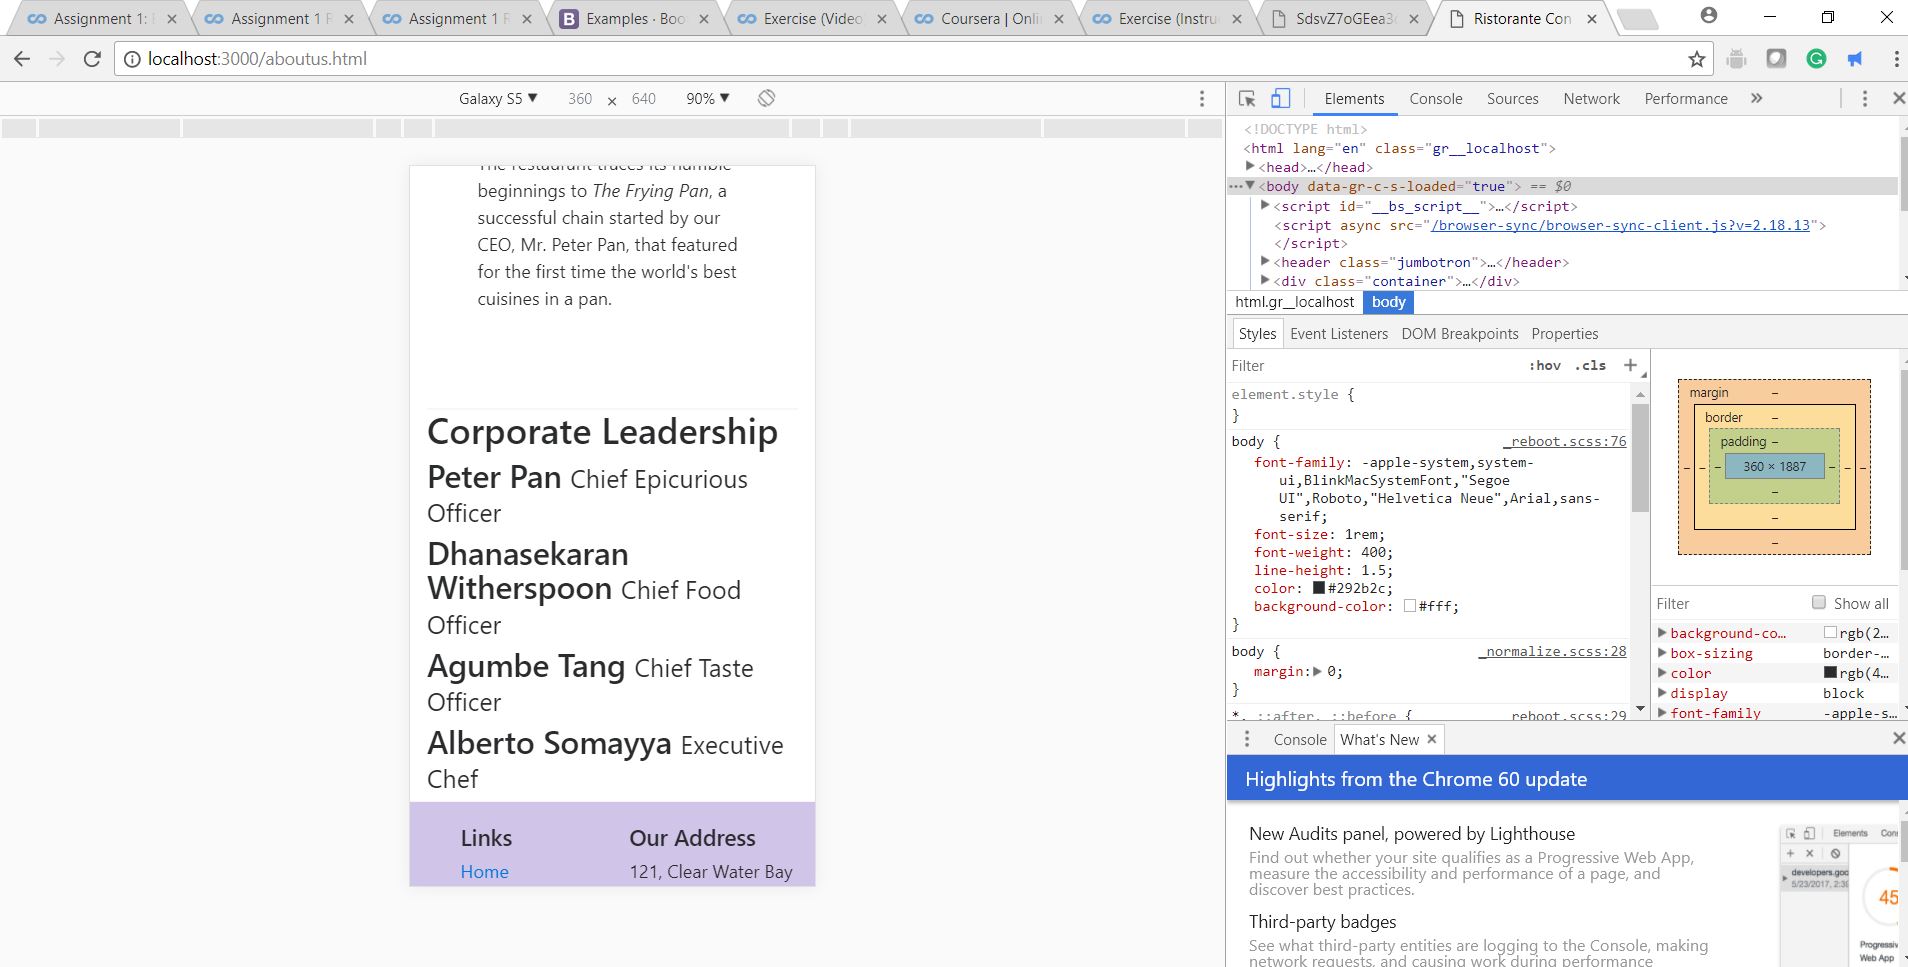 Assignment 1:
Assignment 1 R
Assignment 1 R
Examples · Boo
Exercise (Video
Coursera | Onli
Exercise (Instru
SdsvZ7oGEea3
Ristorante Con
localhost:3000/aboutus.html
Galaxy S5 ▼ 360 × 640 90% ▼
The restaurant traces its humble
beginnings to The Frying Pan, a
successful chain started by our
CEO, Mr. Peter Pan, that featured
for the first time the world's best
cuisines in a pan.
Corporate Leadership
Peter Pan Chief Epicurious
Officer
Dhanasekaran
Witherspoon Chief Food
Officer
Agumbe Tang Chief Taste
Officer
Alberto Somayya Executive
Chef
Links
Our Address
Home
121, Clear Water Bay
Elements Console Sources Network Performance »
<!DOCTYPE html>
<html lang="en" class="gr__localhost">
<head>…</head>
<body data-gr-c-s-loaded="true"> == $0
<script id="__bs_script__">…</script>
<script async src="/browser-sync/browser-sync-client.js?v=2.18.13">
</script>
<header class="jumbotron">…</header>
<div class="container">…</div>
html.gr__localhost body
Styles Event Listeners DOM Breakpoints Properties
Filter :hov .cls +
element.style {
}
body { _reboot.scss:76
font-family: -apple-system,system-
ui,BlinkMacSystemFont,"Segoe
UI",Roboto,"Helvetica Neue",Arial,sans-
serif;
font-size: 1rem;
font-weight: 400;
line-height: 1.5;
color: #292b2c;
background-color: #fff;
}
body { _normalize.scss:28
margin: 0;
}
*, ::after, ::before { _reboot.scss:29
margin –
border –
padding –
– – – 360 × 1887 – – –
–
–
–
Filter Show all
background-co… rgb(2…
box-sizing border-…
color rgb(4…
display block
font-family -apple-s…
Console What's New
Highlights from the Chrome 60 update
New Audits panel, powered by Lighthouse
Find out whether your site qualifies as a Progressive Web App,
measure the accessibility and performance of a page, and
discover best practices.
Third-party badges
See what third-party entities are logging to the Console, making
network requests, and causing work during performance
Elements Cons
developers.goo
5/23/2017, 2:39
45
Progressiv
Web App